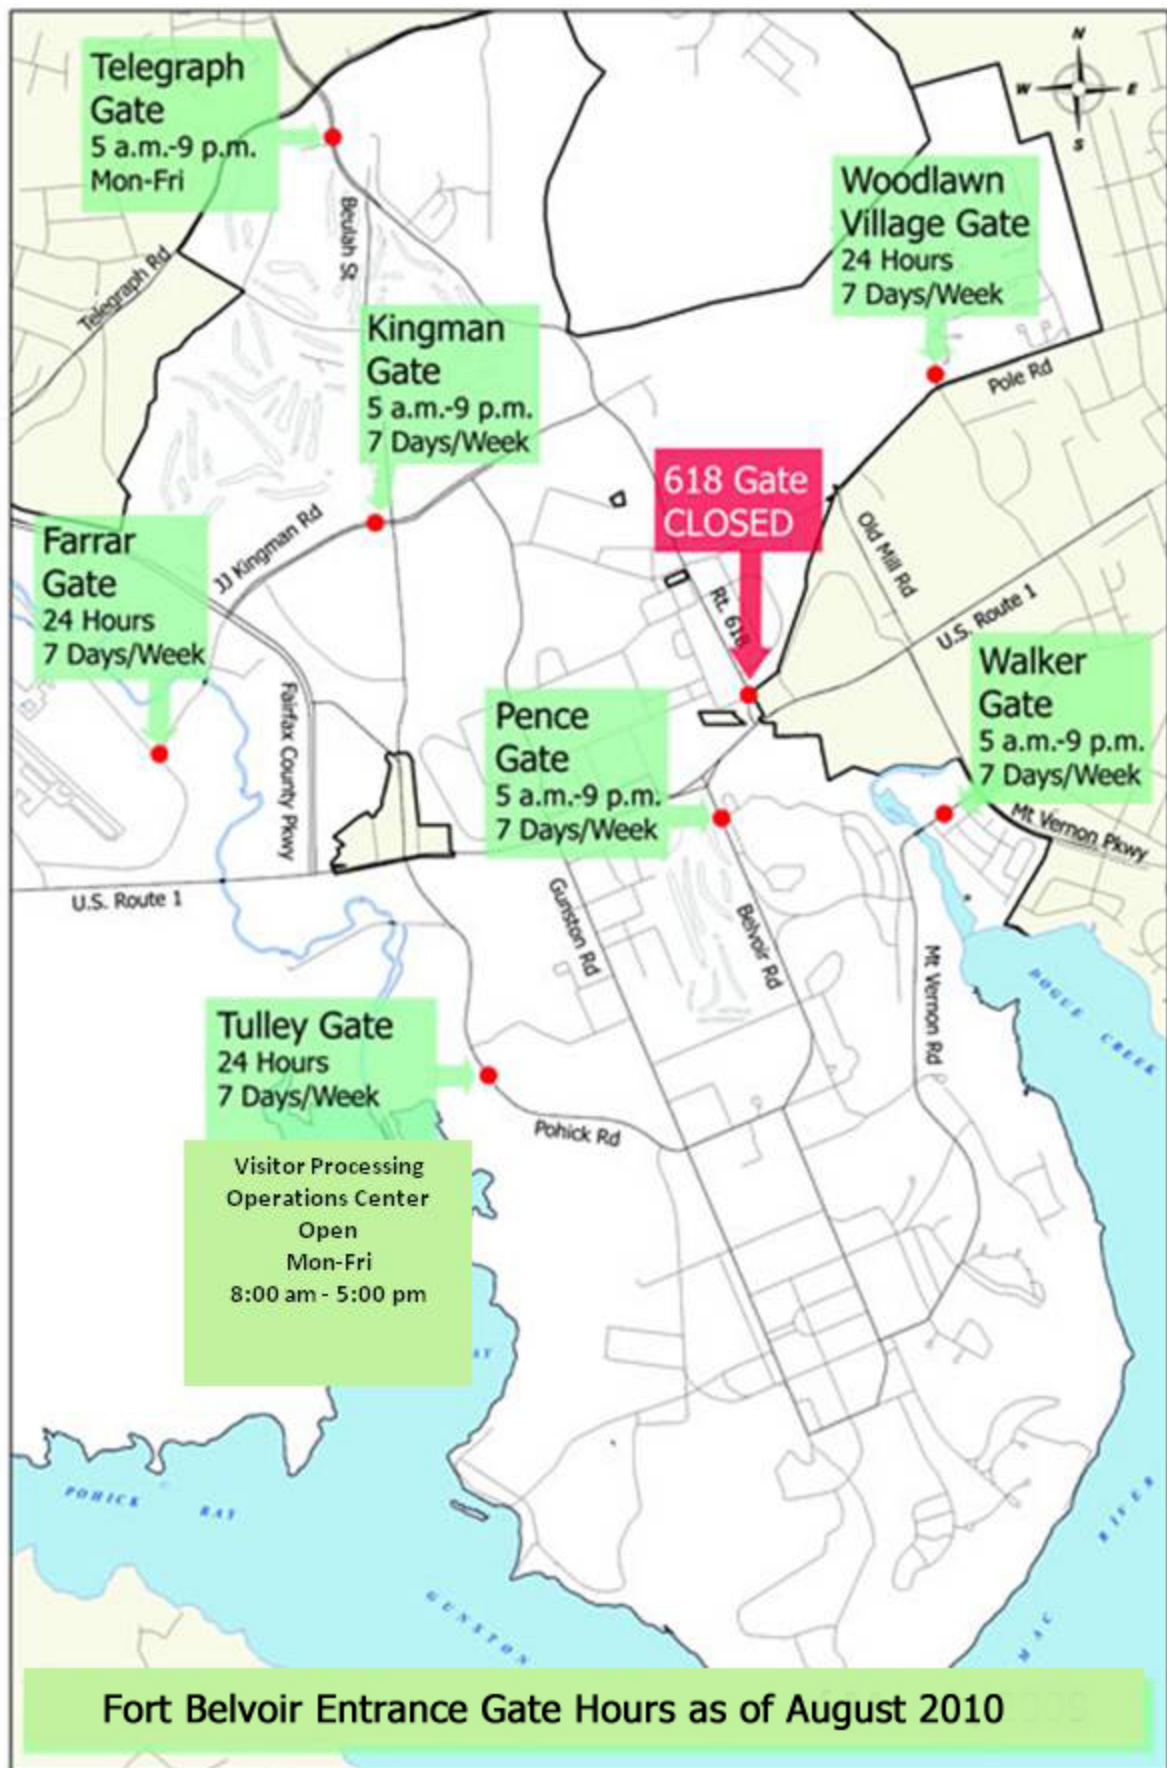 N
W
E
S
Telegraph
Gate
5 a.m.-9 p.m.
Mon-Fri
Woodlawn
Village Gate
24 Hours
7 Days/Week
Beulah St
Telegraph Rd
Kingman
Gate
5 a.m.-9 p.m.
7 Days/Week
Pole Rd
618 Gate
CLOSED
Farrar
Gate
24 Hours
7 Days/Week
JJ Kingman Rd
Old Mill Rd
Rt. 618
U.S. Route 1
Walker
Gate
5 a.m.-9 p.m.
7 Days/Week
Pence
Gate
5 a.m.-9 p.m.
7 Days/Week
Fairfax County Pkwy
Mt Vernon Pkwy
U.S. Route 1
Gunston Rd
Belvoir Rd
Mt Vernon Rd
DOGUE CREEK
Tulley Gate
24 Hours
7 Days/Week
Pohick Rd
Visitor Processing
Operations Center
Open
Mon-Fri
8:00 am - 5:00 pm
AY
POHICK BAY
GUNSTON
MAC RIVER
Fort Belvoir Entrance Gate Hours as of August 2010